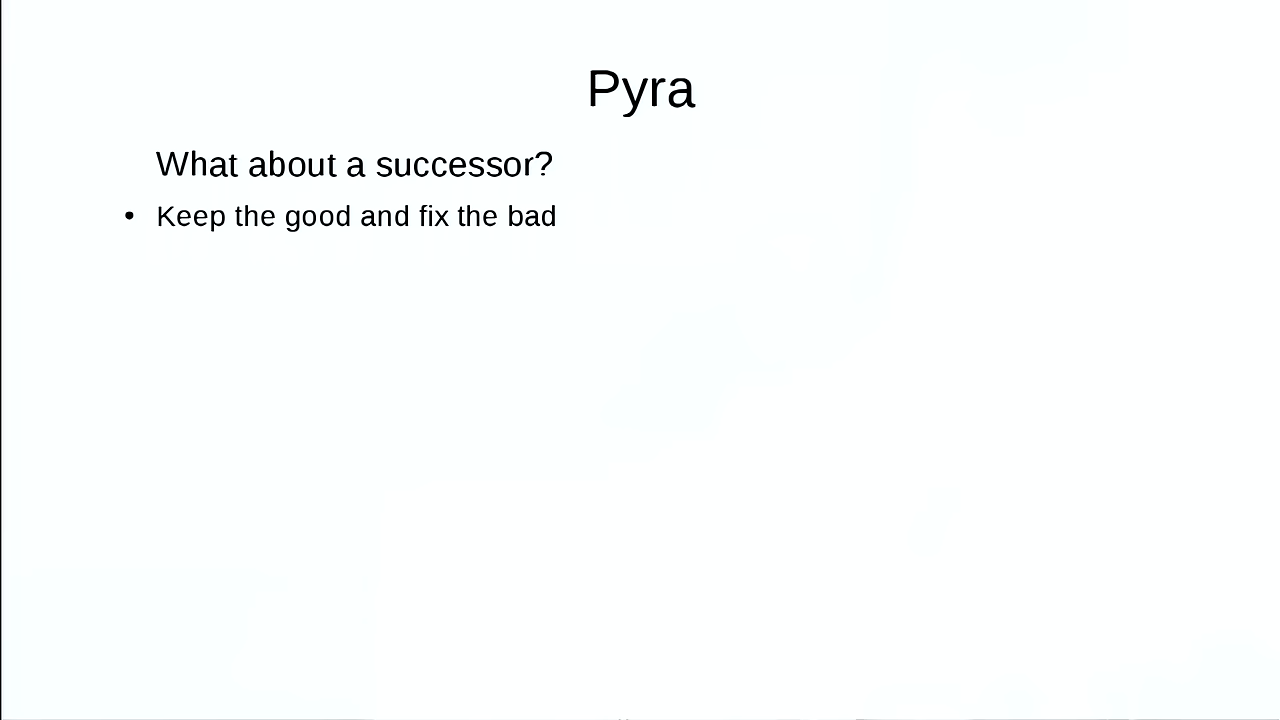 Pyra
What about a successor?
• Keep the good and fix the bad